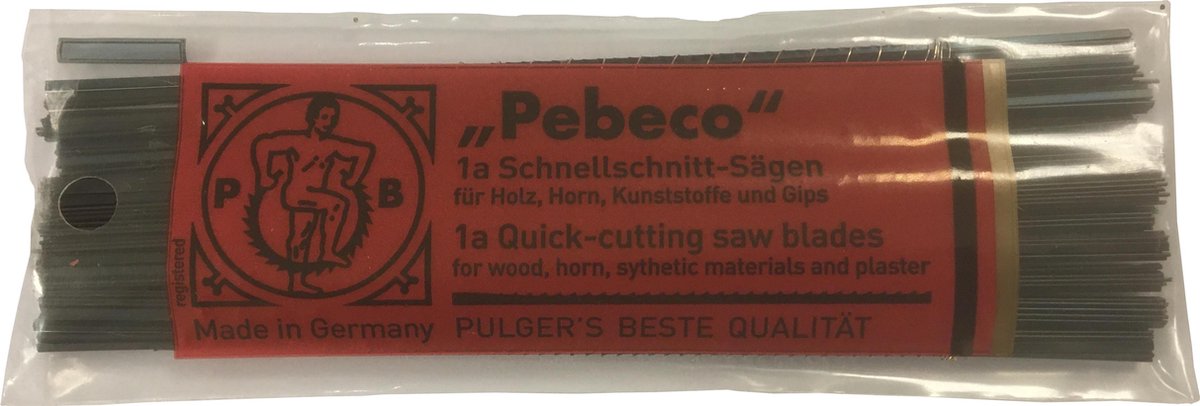 P B
registered
Made in Germany
„Pebeco“
1a Schnellschnitt-Sägen
für Holz, Horn, Kunststoffe und Gips
1a Quick-cutting saw blades
for wood, horn, sythetic materials and plaster
PULGER'S BESTE QUALITÄT